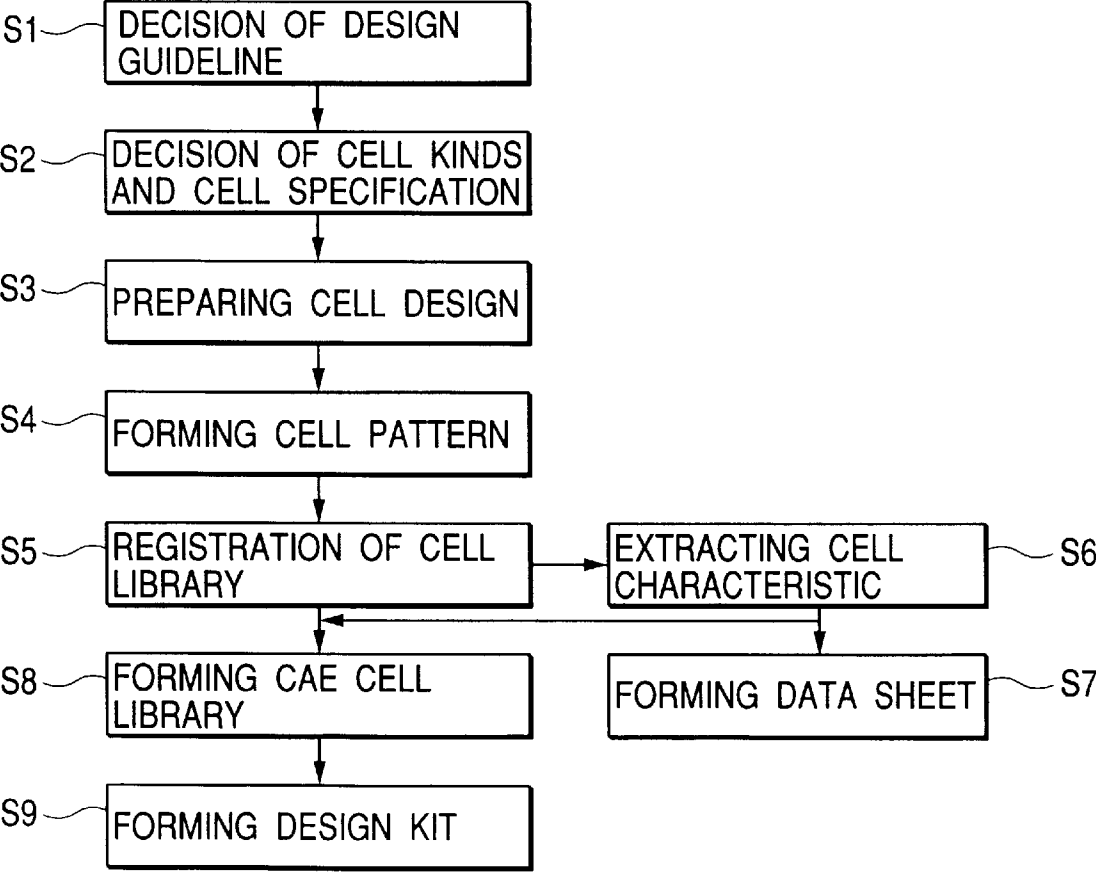 S1
DECISION OF DESIGN
GUIDELINE
S2
DECISION OF CELL KINDS
AND CELL SPECIFICATION
S3
PREPARING CELL DESIGN
S4
FORMING CELL PATTERN
S5
REGISTRATION OF CELL
LIBRARY
EXTRACTING CELL
CHARACTERISTIC
S6
S8
FORMING CAE CELL
LIBRARY
FORMING DATA SHEET
S7
S9
FORMING DESIGN KIT